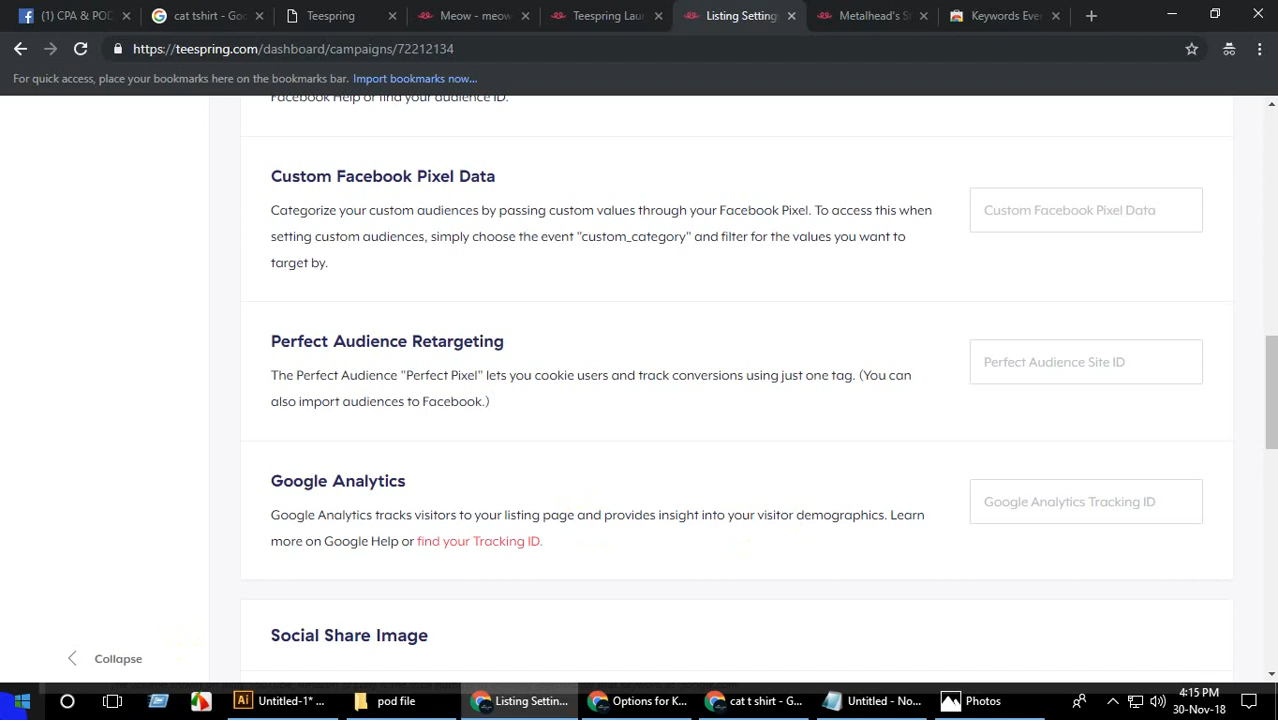 (1) CPA & POD
cat tshirt - Goo
Teespring
Meow - meow
Teespring Lau
Listing Setting
Metalhead's S
Keywords Eve
https://teespring.com/dashboard/campaigns/72212134
For quick access, place your bookmarks here on the bookmarks bar. Import bookmarks now...
Facebook Help or find your audience ID.
Custom Facebook Pixel Data
Categorize your custom audiences by passing custom values through your Facebook Pixel. To access this when
setting custom audiences, simply choose the event "custom_category" and filter for the values you want to
target by.
Custom Facebook Pixel Data
Perfect Audience Retargeting
The Perfect Audience "Perfect Pixel" lets you cookie users and track conversions using just one tag. (You can
also import audiences to Facebook.)
Perfect Audience Site ID
Google Analytics
Google Analytics tracks visitors to your listing page and provides insight into your visitor demographics. Learn
more on Google Help or find your Tracking ID.
Google Analytics Tracking ID
Social Share Image
Collapse
Untitled-1* ...
pod file
Listing Settin...
Options for K...
cat t shirt - G...
Untitled - No...
Photos
4:15 PM
30-Nov-18